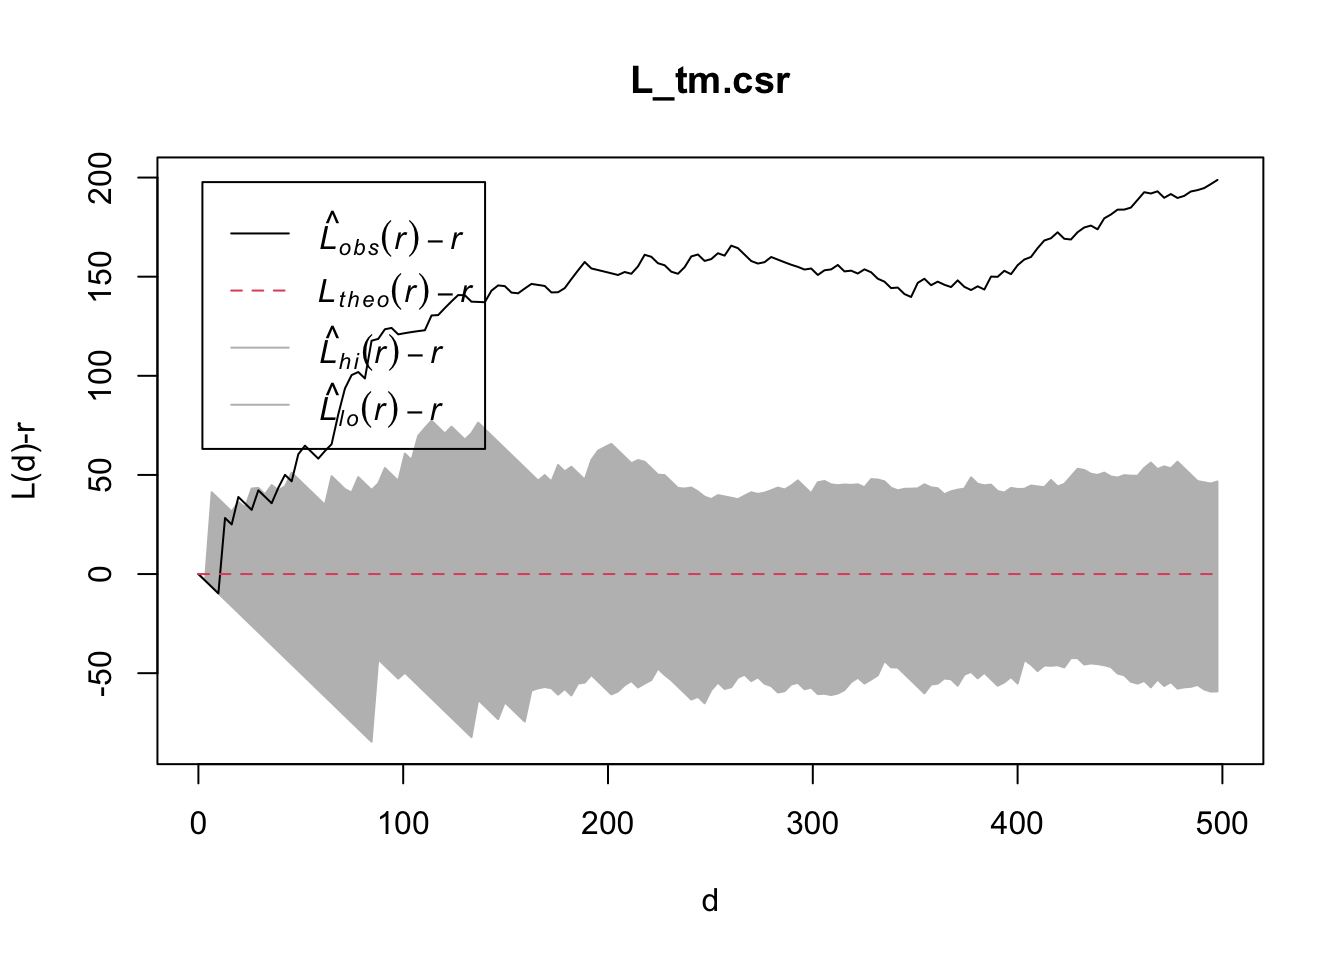 L_tm.csr
L(d)-r
200
150
100
50
0
-50
L̂obs(r) – r
Ltheo(r) – r
L̂hi(r) – r
L̂lo(r) – r
0 100 200 300 400 500
d